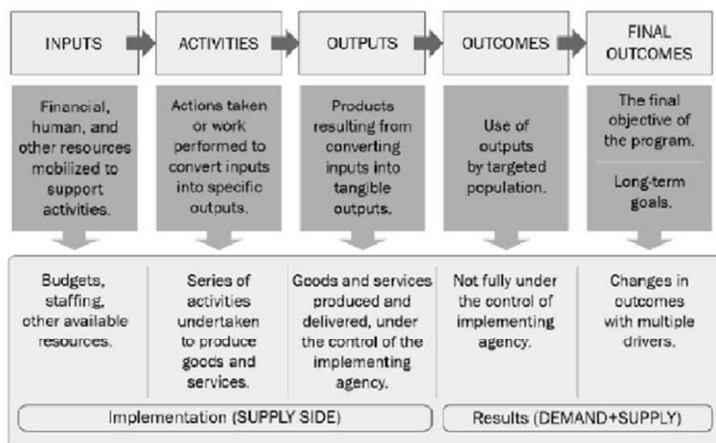 INPUTS
ACTIVITIES
OUTPUTS
OUTCOMES
FINAL
OUTCOMES
Financial,
human, and
other resources
mobilized to
support
activities.
Actions taken
or work
performed to
convert inputs
into specific
outputs.
Products
resulting from
converting
inputs into
tangible
outputs.
Use of
outputs
by targeted
population.
The final
objective of
the program.
Long-term
goals.
Budgets,
staffing,
other available
resources.
Series of
activities
undertaken
to produce
goods and
services.
Goods and services
produced and
delivered, under
the control of the
implementing
agency.
Not fully under
the control of
implementing
agency.
Changes in
outcomes
with multiple
drivers.
Implementation (SUPPLY SIDE)
Results (DEMAND+SUPPLY)